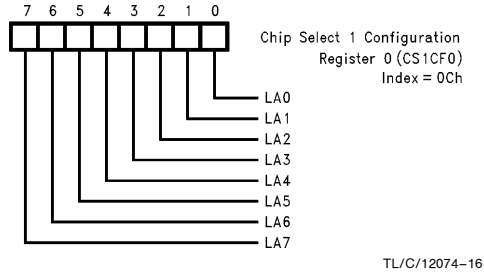 7 6 5 4 3 2 1 0
Chip Select 1 Configuration
Register 0 (CS1CF0)
Index = 0Ch
LA0
LA1
LA2
LA3
LA4
LA5
LA6
LA7
TL/C/12074–16